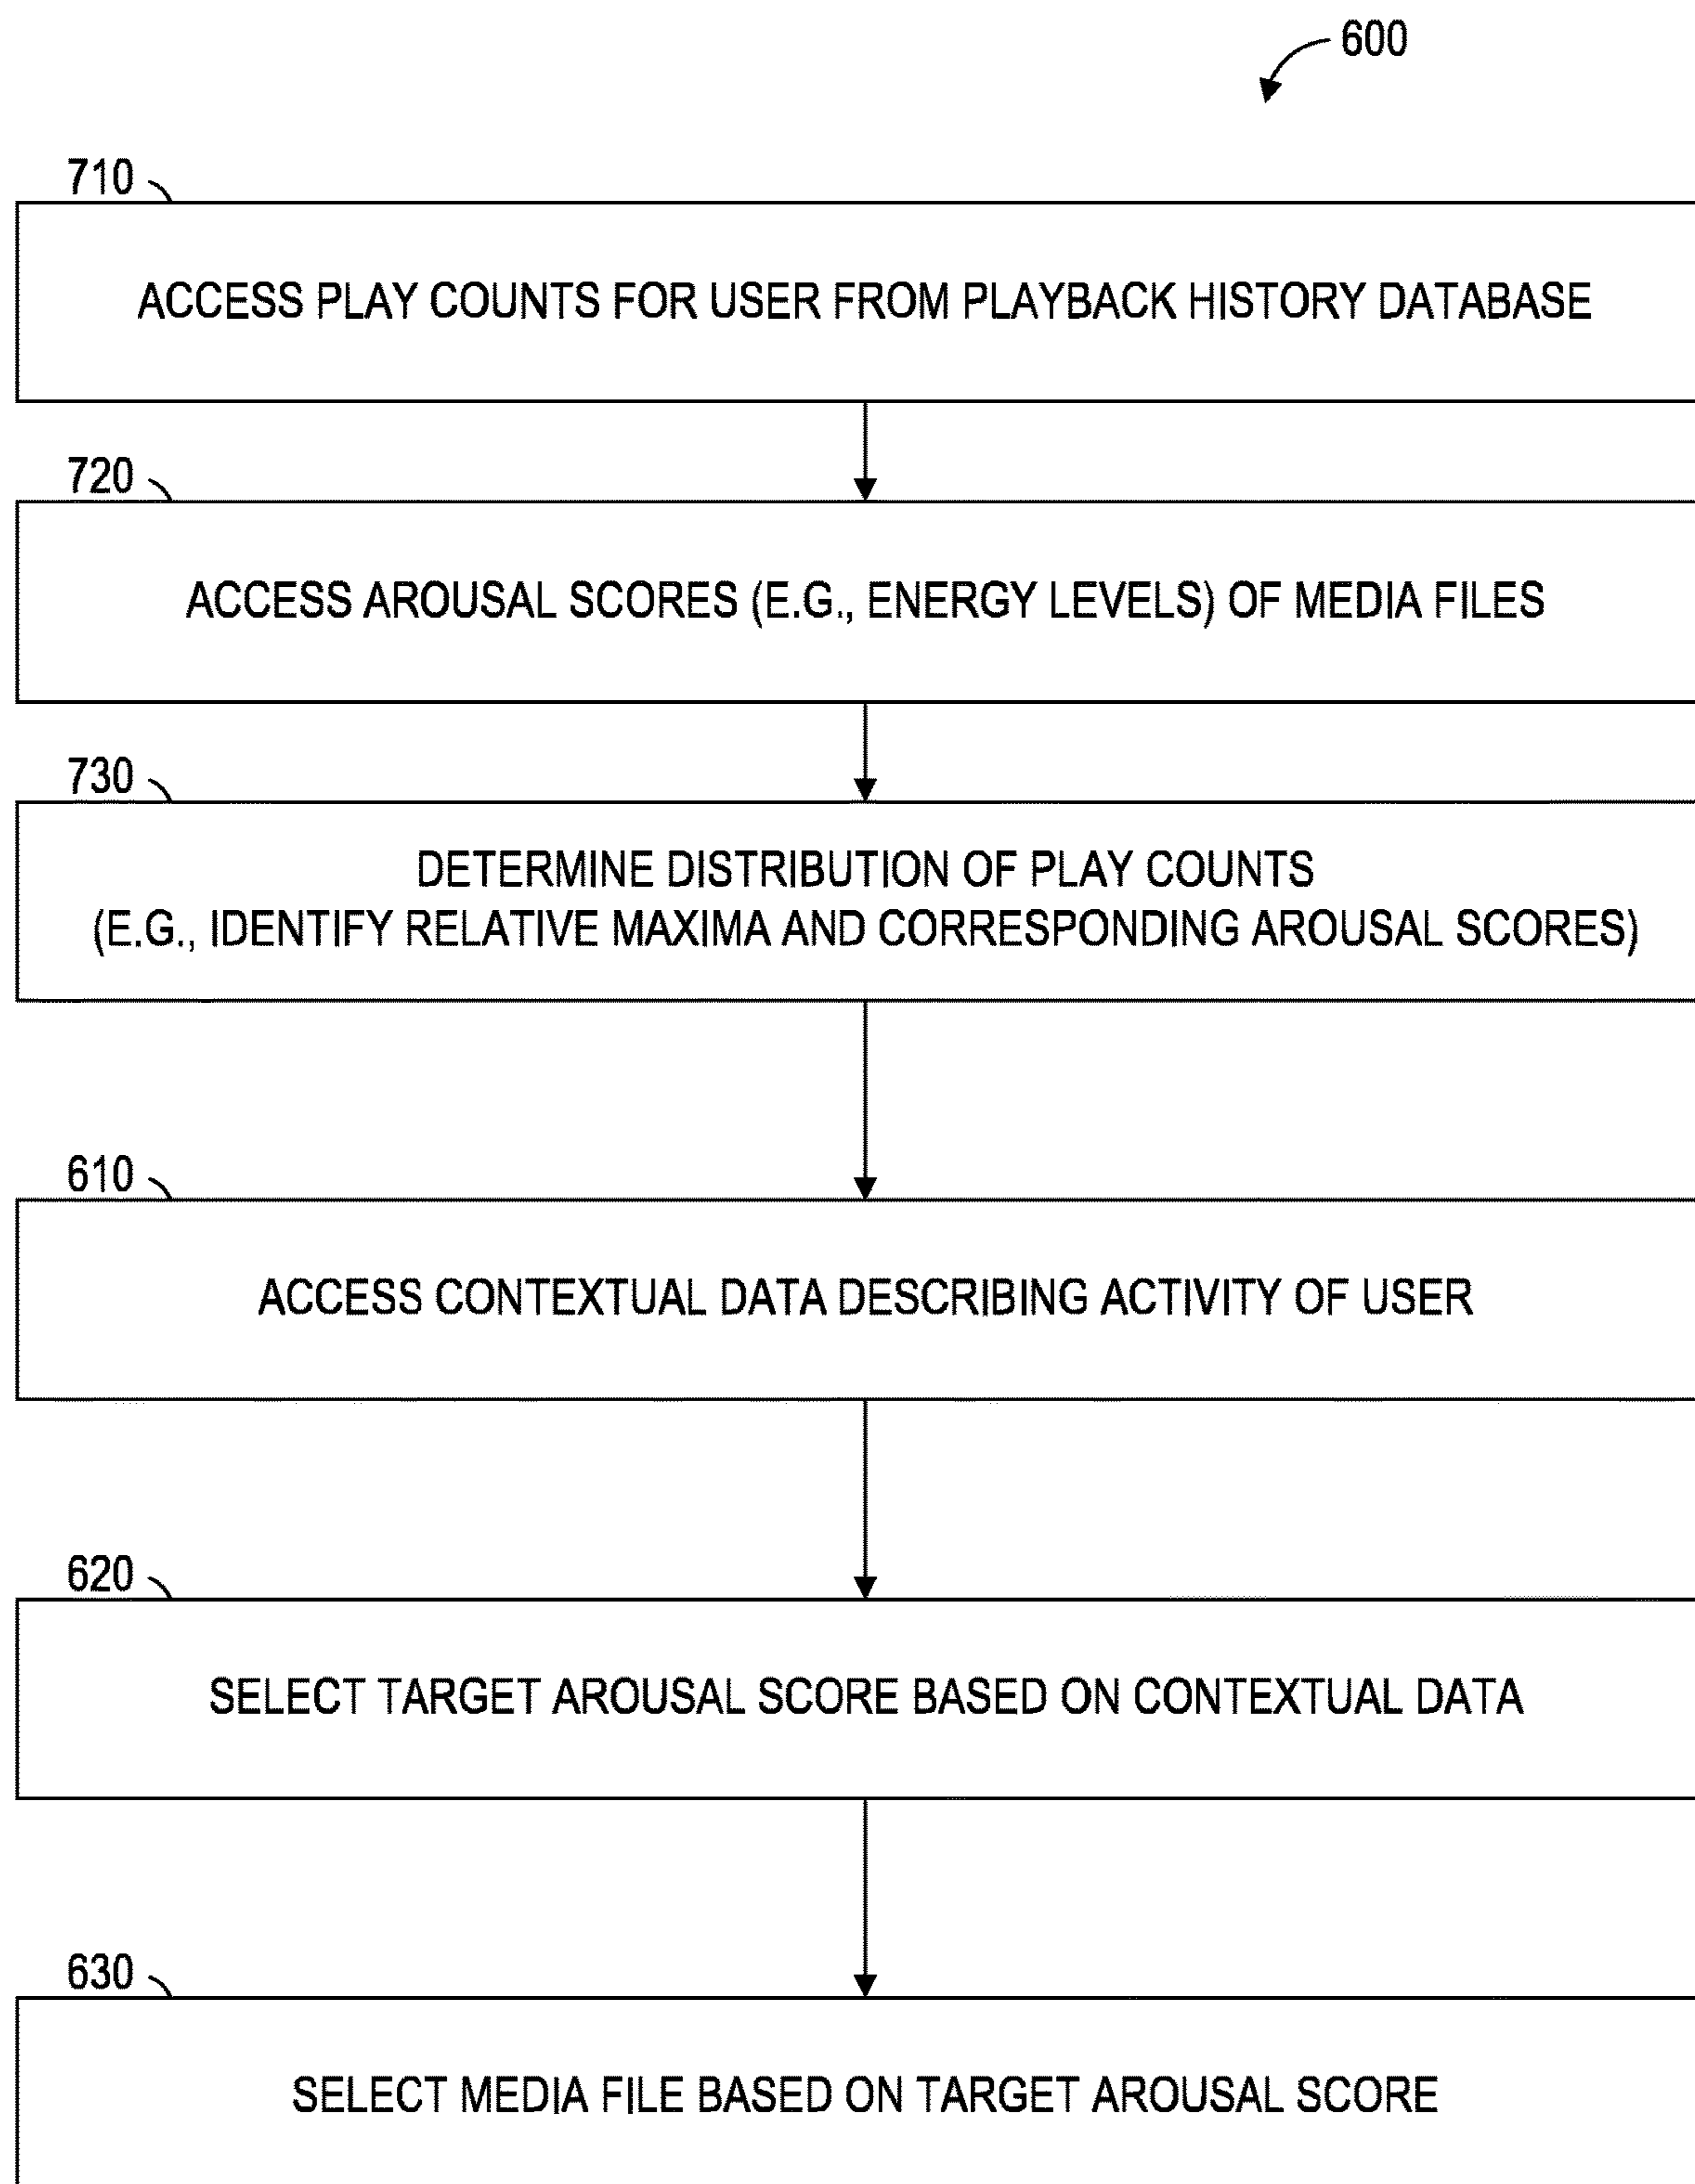 600
710
ACCESS PLAY COUNTS FOR USER FROM PLAYBACK HISTORY DATABASE
720
ACCESS AROUSAL SCORES (E.G., ENERGY LEVELS) OF MEDIA FILES
730
DETERMINE DISTRIBUTION OF PLAY COUNTS
(E.G., IDENTIFY RELATIVE MAXIMA AND CORRESPONDING AROUSAL SCORES)
610
ACCESS CONTEXTUAL DATA DESCRIBING ACTIVITY OF USER
620
SELECT TARGET AROUSAL SCORE BASED ON CONTEXTUAL DATA
630
SELECT MEDIA FILE BASED ON TARGET AROUSAL SCORE